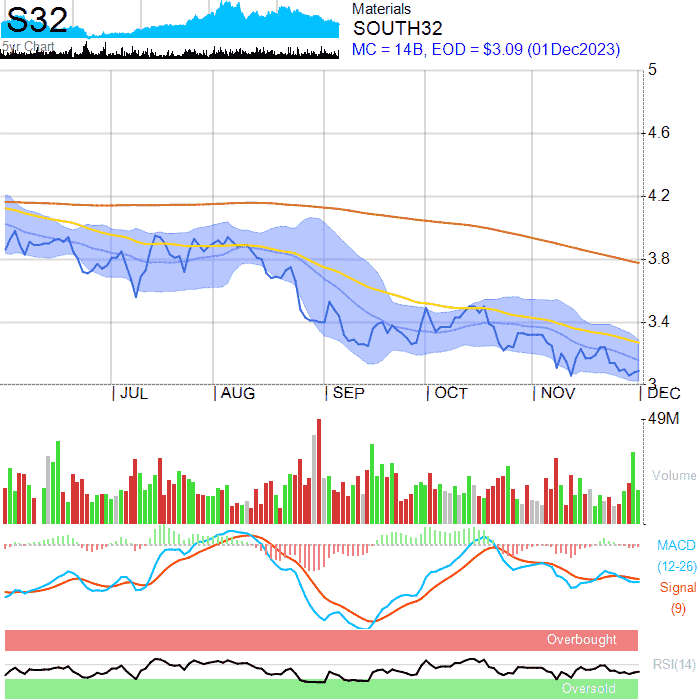 S32
5yr Chart
Materials
SOUTH32
MC = 14B, EOD = $3.09 (01Dec2023)
5
4.6
4.2
3.8
3.4
3
JUL
AUG
SEP
OCT
NOV
DEC
49M
Volume
MACD
(12-26)
Signal
(9)
Overbought
RSI(14)
Oversold